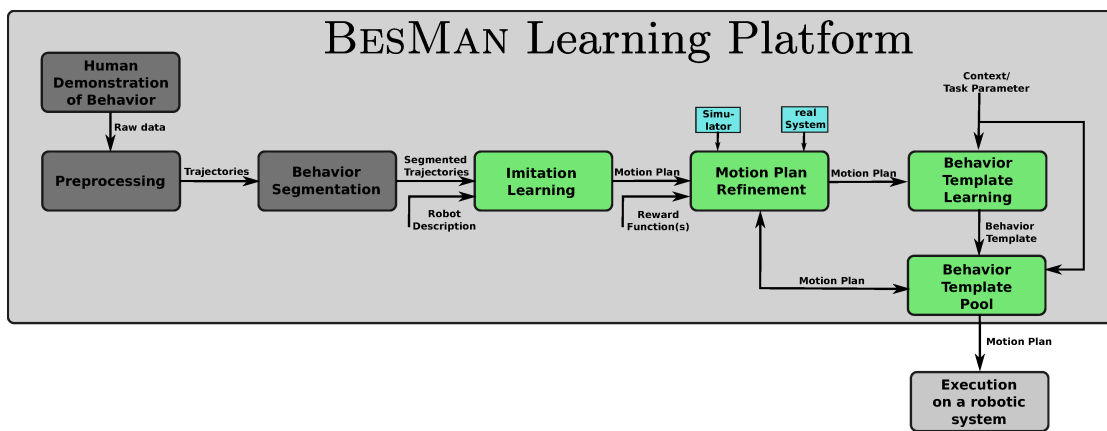 BESMAN Learning Platform
Human
Demonstration
of Behavior
Raw data
Preprocessing
Trajectories
Behavior
Segmentation
Segmented
Trajectories
Robot
Description
Imitation
Learning
Motion Plan
Reward
Function(s)
Simu-
lator
real
System
Motion Plan
Refinement
Motion Plan
Context/
Task Parameter
Behavior
Template
Learning
Behavior
Template
Motion Plan
Behavior
Template
Pool
Motion Plan
Execution
on a robotic
system